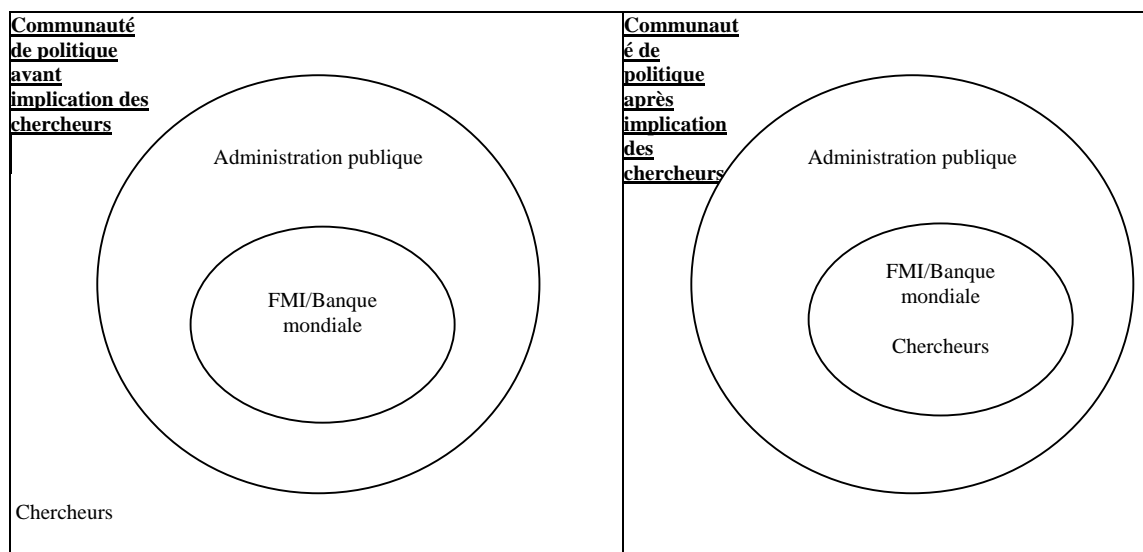 Communauté
de politique
avant
implication des
chercheurs
Administration publique
FMI/Banque
mondiale
Chercheurs
Communaut
é de
politique
après
implication
des
chercheurs
Administration publique
FMI/Banque
mondiale
Chercheurs